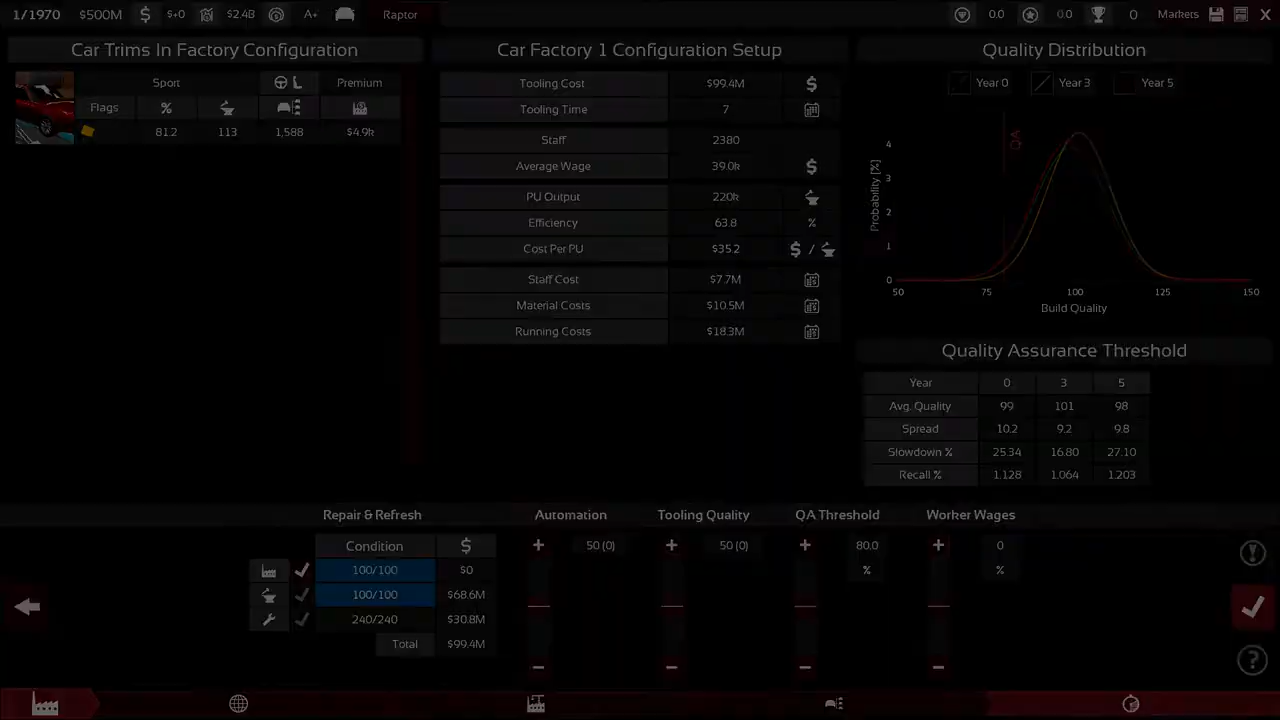 1/1970 $500M $+0 $2.4B A+ Raptor 0.0 0.0 0 Markets
Car Trims In Factory Configuration
Sport Premium
Flags %
81.2 113 1,588 $4.9k
Car Factory 1 Configuration Setup
Tooling Cost $99.4M
Tooling Time 7
Staff 2380
Average Wage 39.0k
PU Output 220k
Efficiency 63.8 %
Cost Per PU $35.2 /
Staff Cost $7.7M
Material Costs $10.5M
Running Costs $18.3M
Quality Distribution
Year 0 Year 3 Year 5
QA
Probability [%]
4
3
2
1
0
50 75 100 125 150
Build Quality
Quality Assurance Threshold
Year 0 3 5
Avg. Quality 99 101 98
Spread 10.2 9.2 9.8
Slowdown % 25.34 16.80 27.10
Recall % 1.128 1.064 1.203
Repair & Refresh
Condition $
100/100 $0
100/100 $68.6M
240/240 $30.8M
Total $99.4M
Automation
50 (0)
Tooling Quality
50 (0)
QA Threshold
80.0
%
Worker Wages
0
%